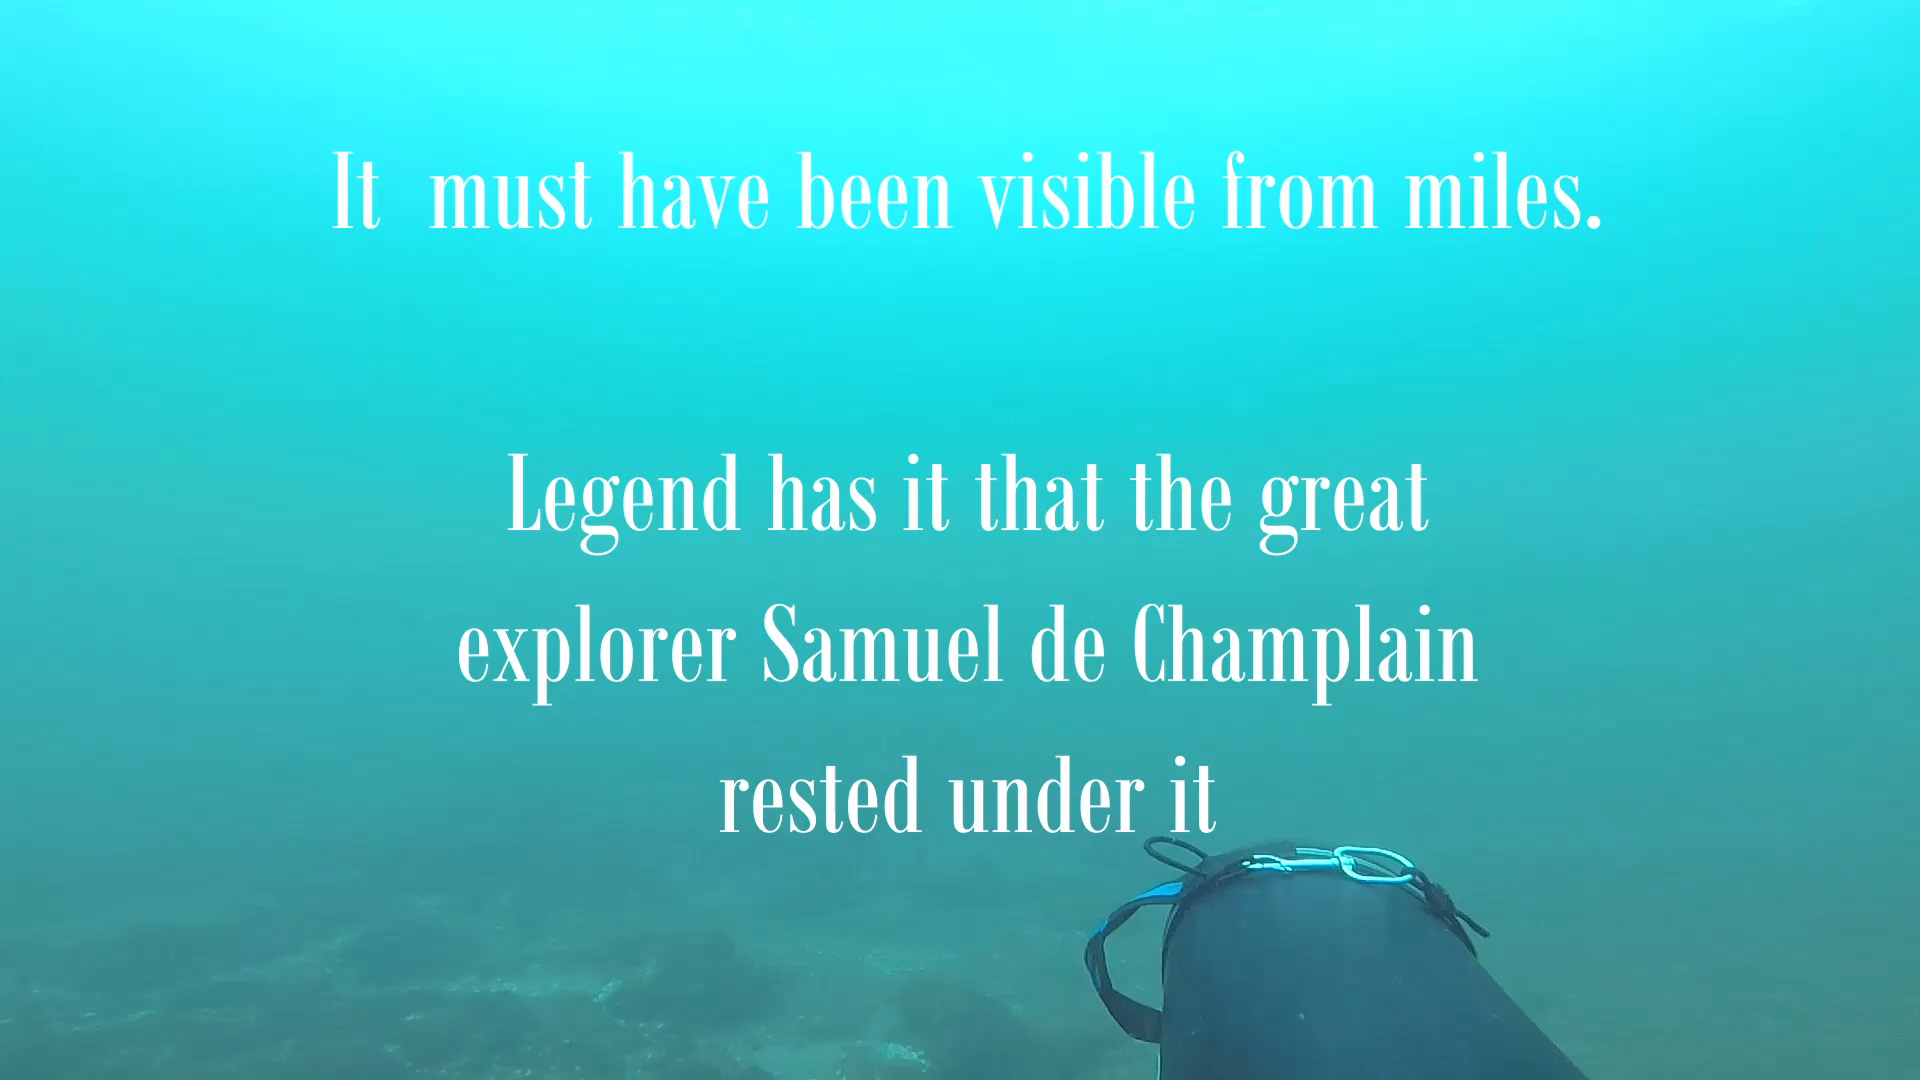 It  must have been visible from miles.
Legend has it that the great
explorer Samuel de Champlain
rested under it